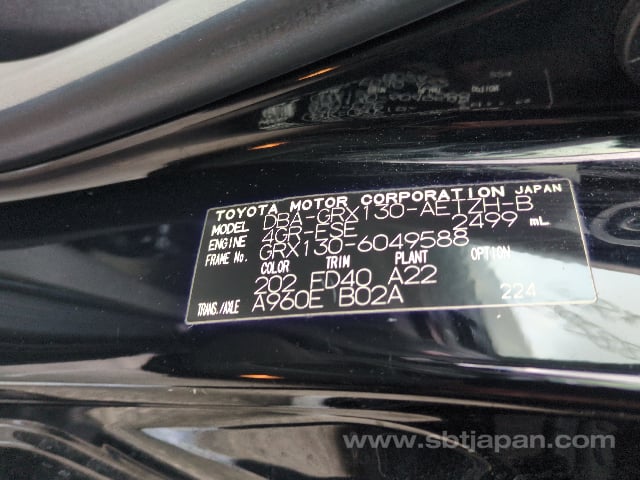 TOYOTA MOTOR CORPORATION JAPAN
MODEL DBA-GRX130-AETZH-B
ENGINE 4GR-FSE 2499 mL
FRAME No. GRX130-6049588
COLOR TRIM PLANT OPTION
202 FD40 A22
TRANS./AXLE A960E B02A 224
www.sbtjapan.com